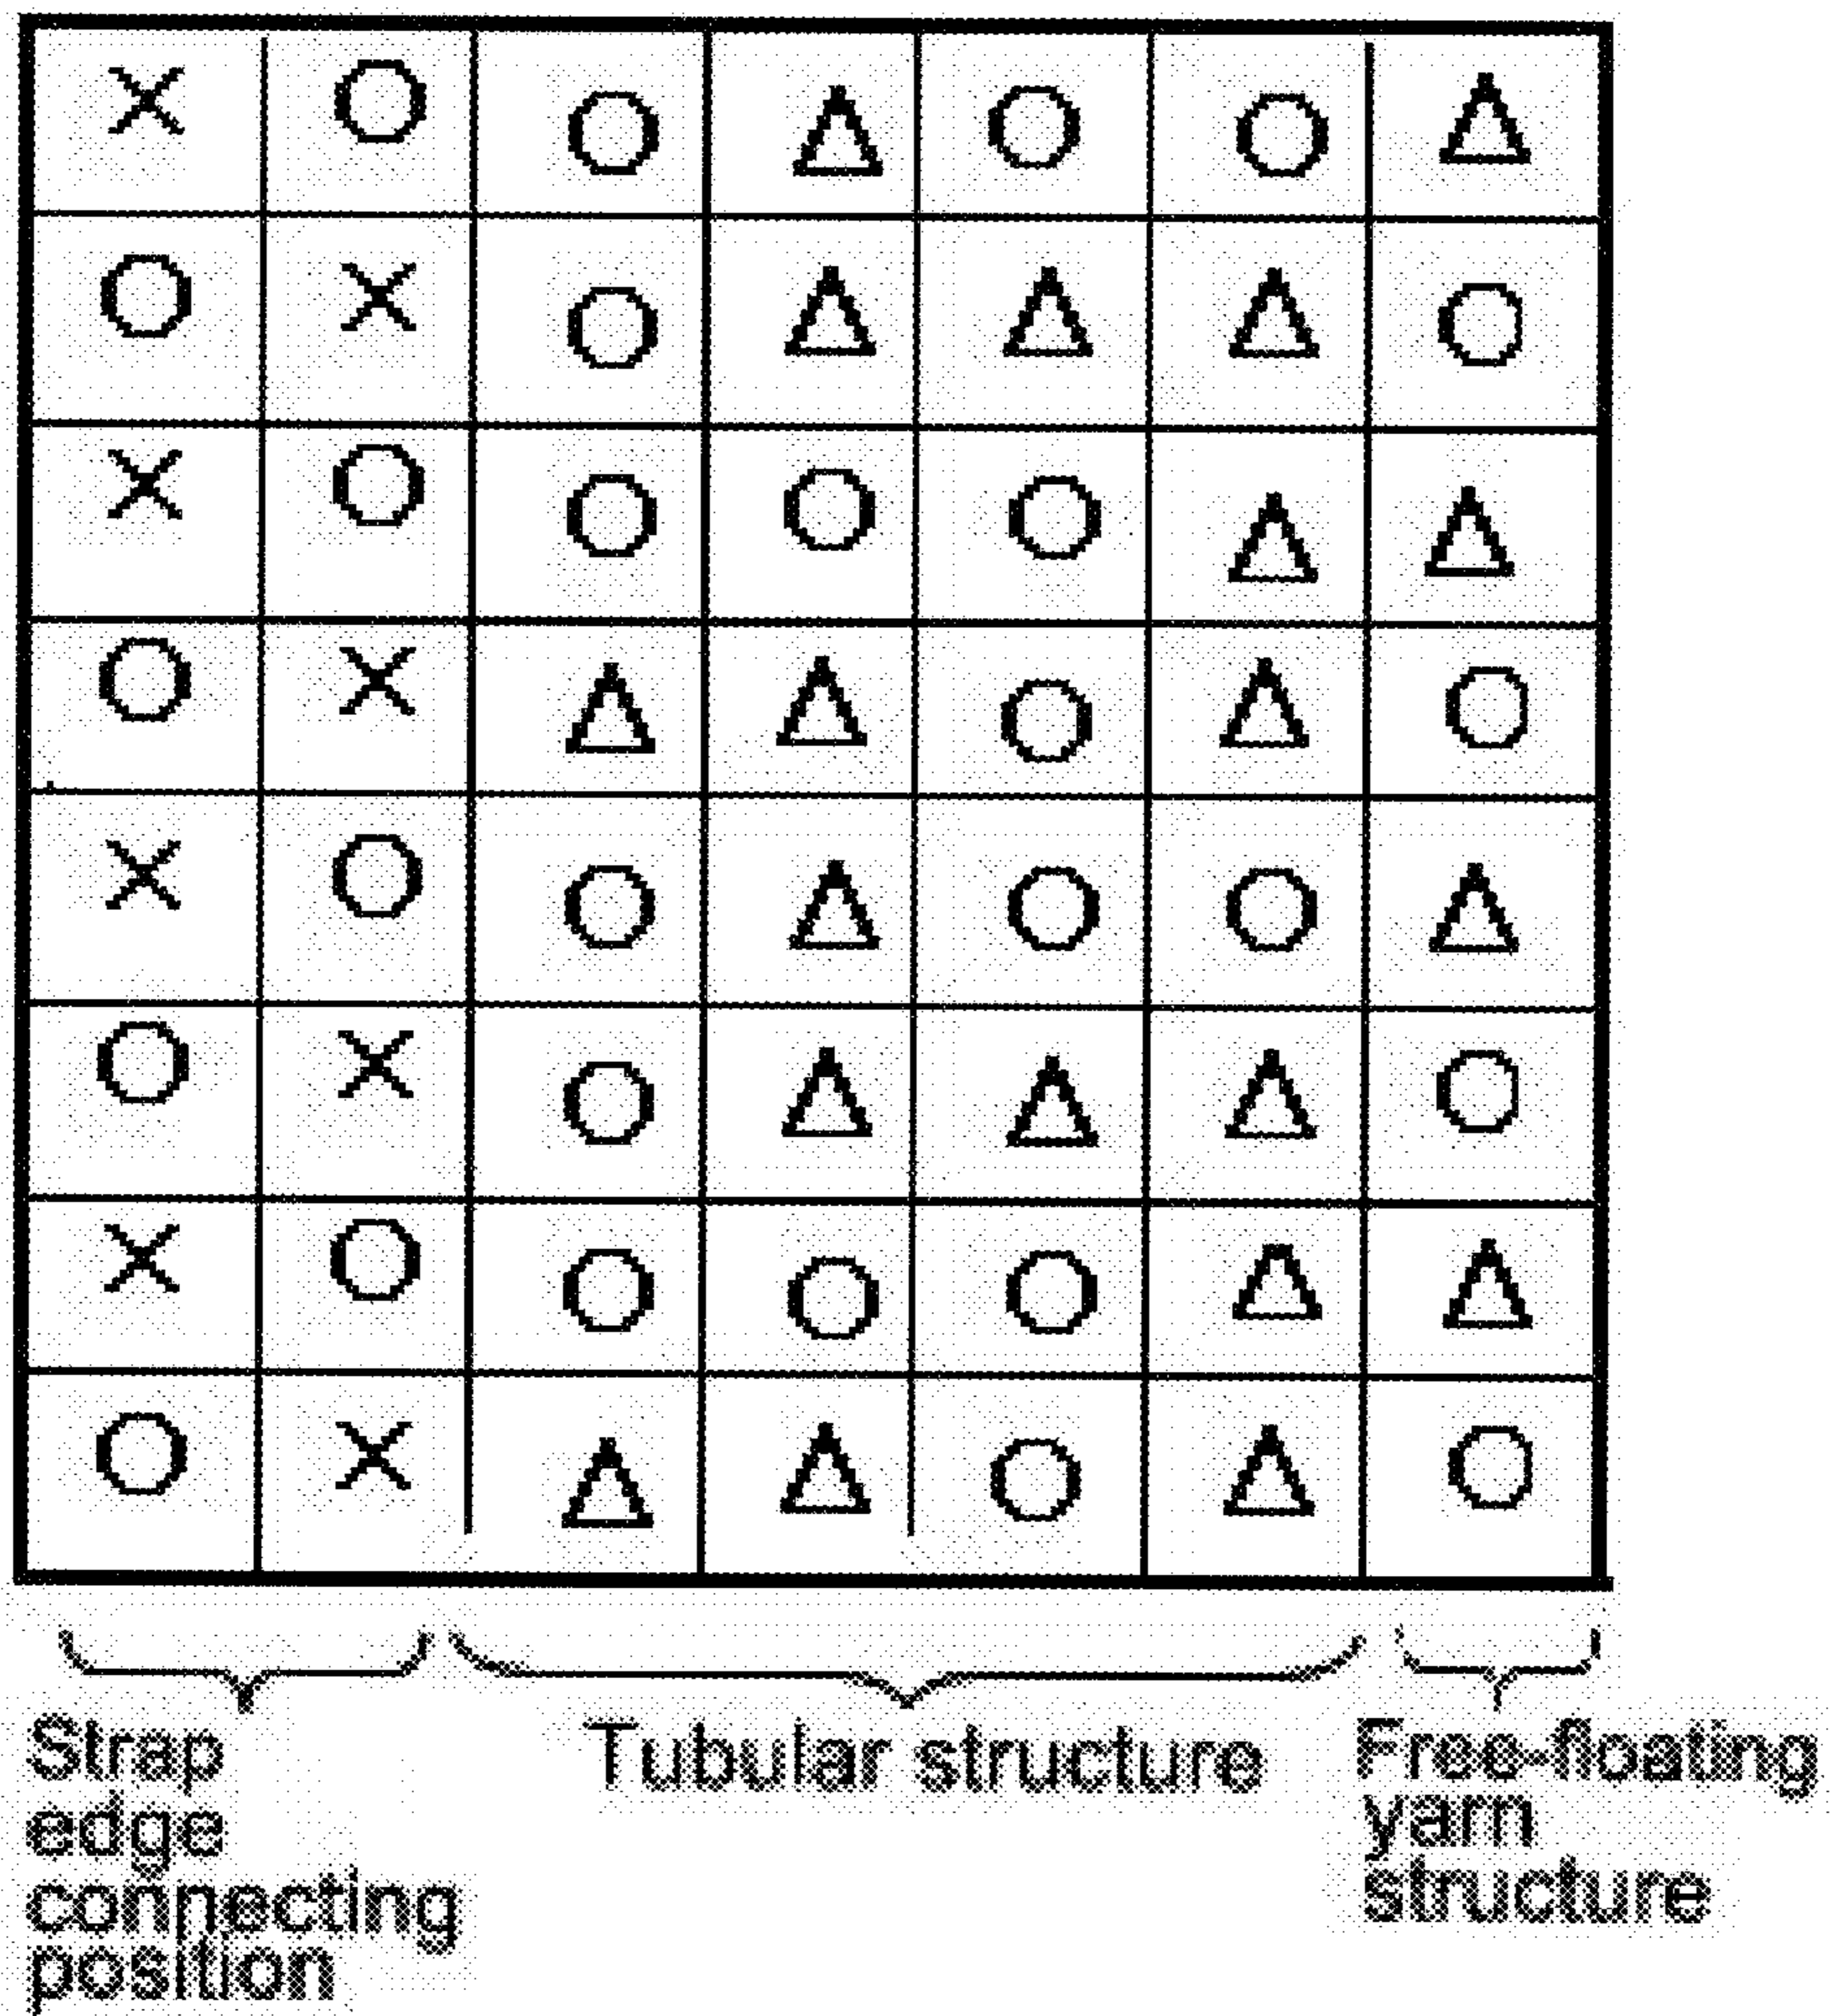 Strap
edge
connecting
position
Tubular structure
Free-floating
yarn
structure